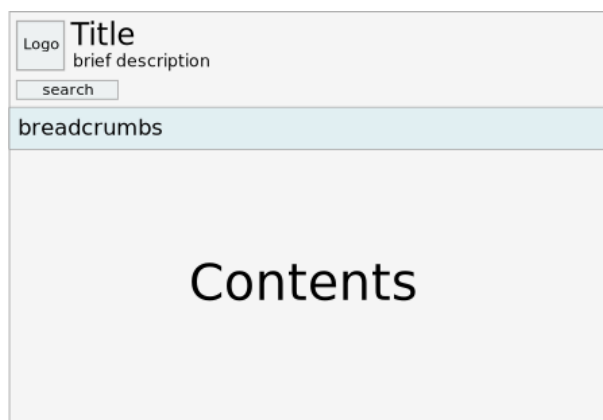 Logo
Title
brief description
search
breadcrumbs
Contents